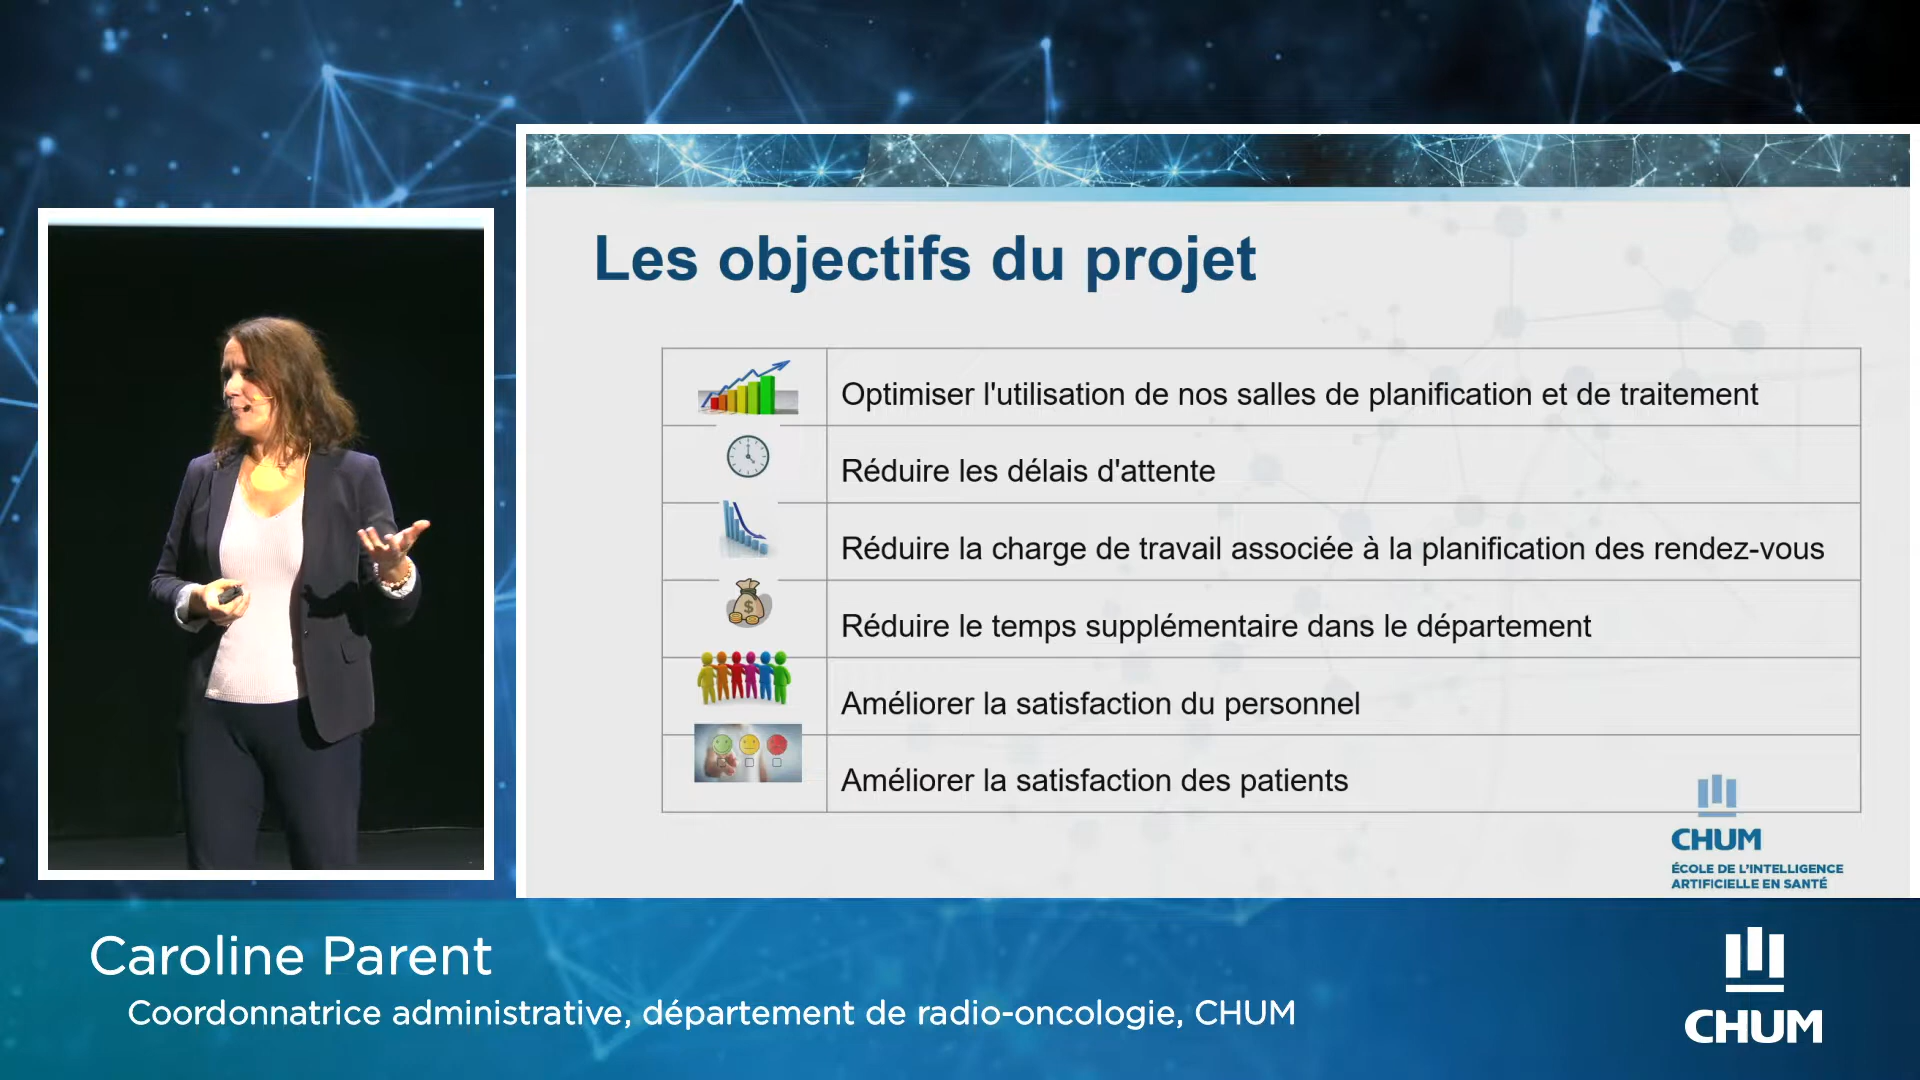 Les objectifs du projet
Optimiser l'utilisation de nos salles de planification et de traitement
Réduire les délais d'attente
Réduire la charge de travail associée à la planification des rendez-vous
$
Réduire le temps supplémentaire dans le département
Améliorer la satisfaction du personnel
Améliorer la satisfaction des patients
CHUM
ÉCOLE DE L'INTELLIGENCE
ARTIFICIELLE EN SANTÉ
Caroline Parent
Coordonnatrice administrative, département de radio-oncologie, CHUM
CHUM